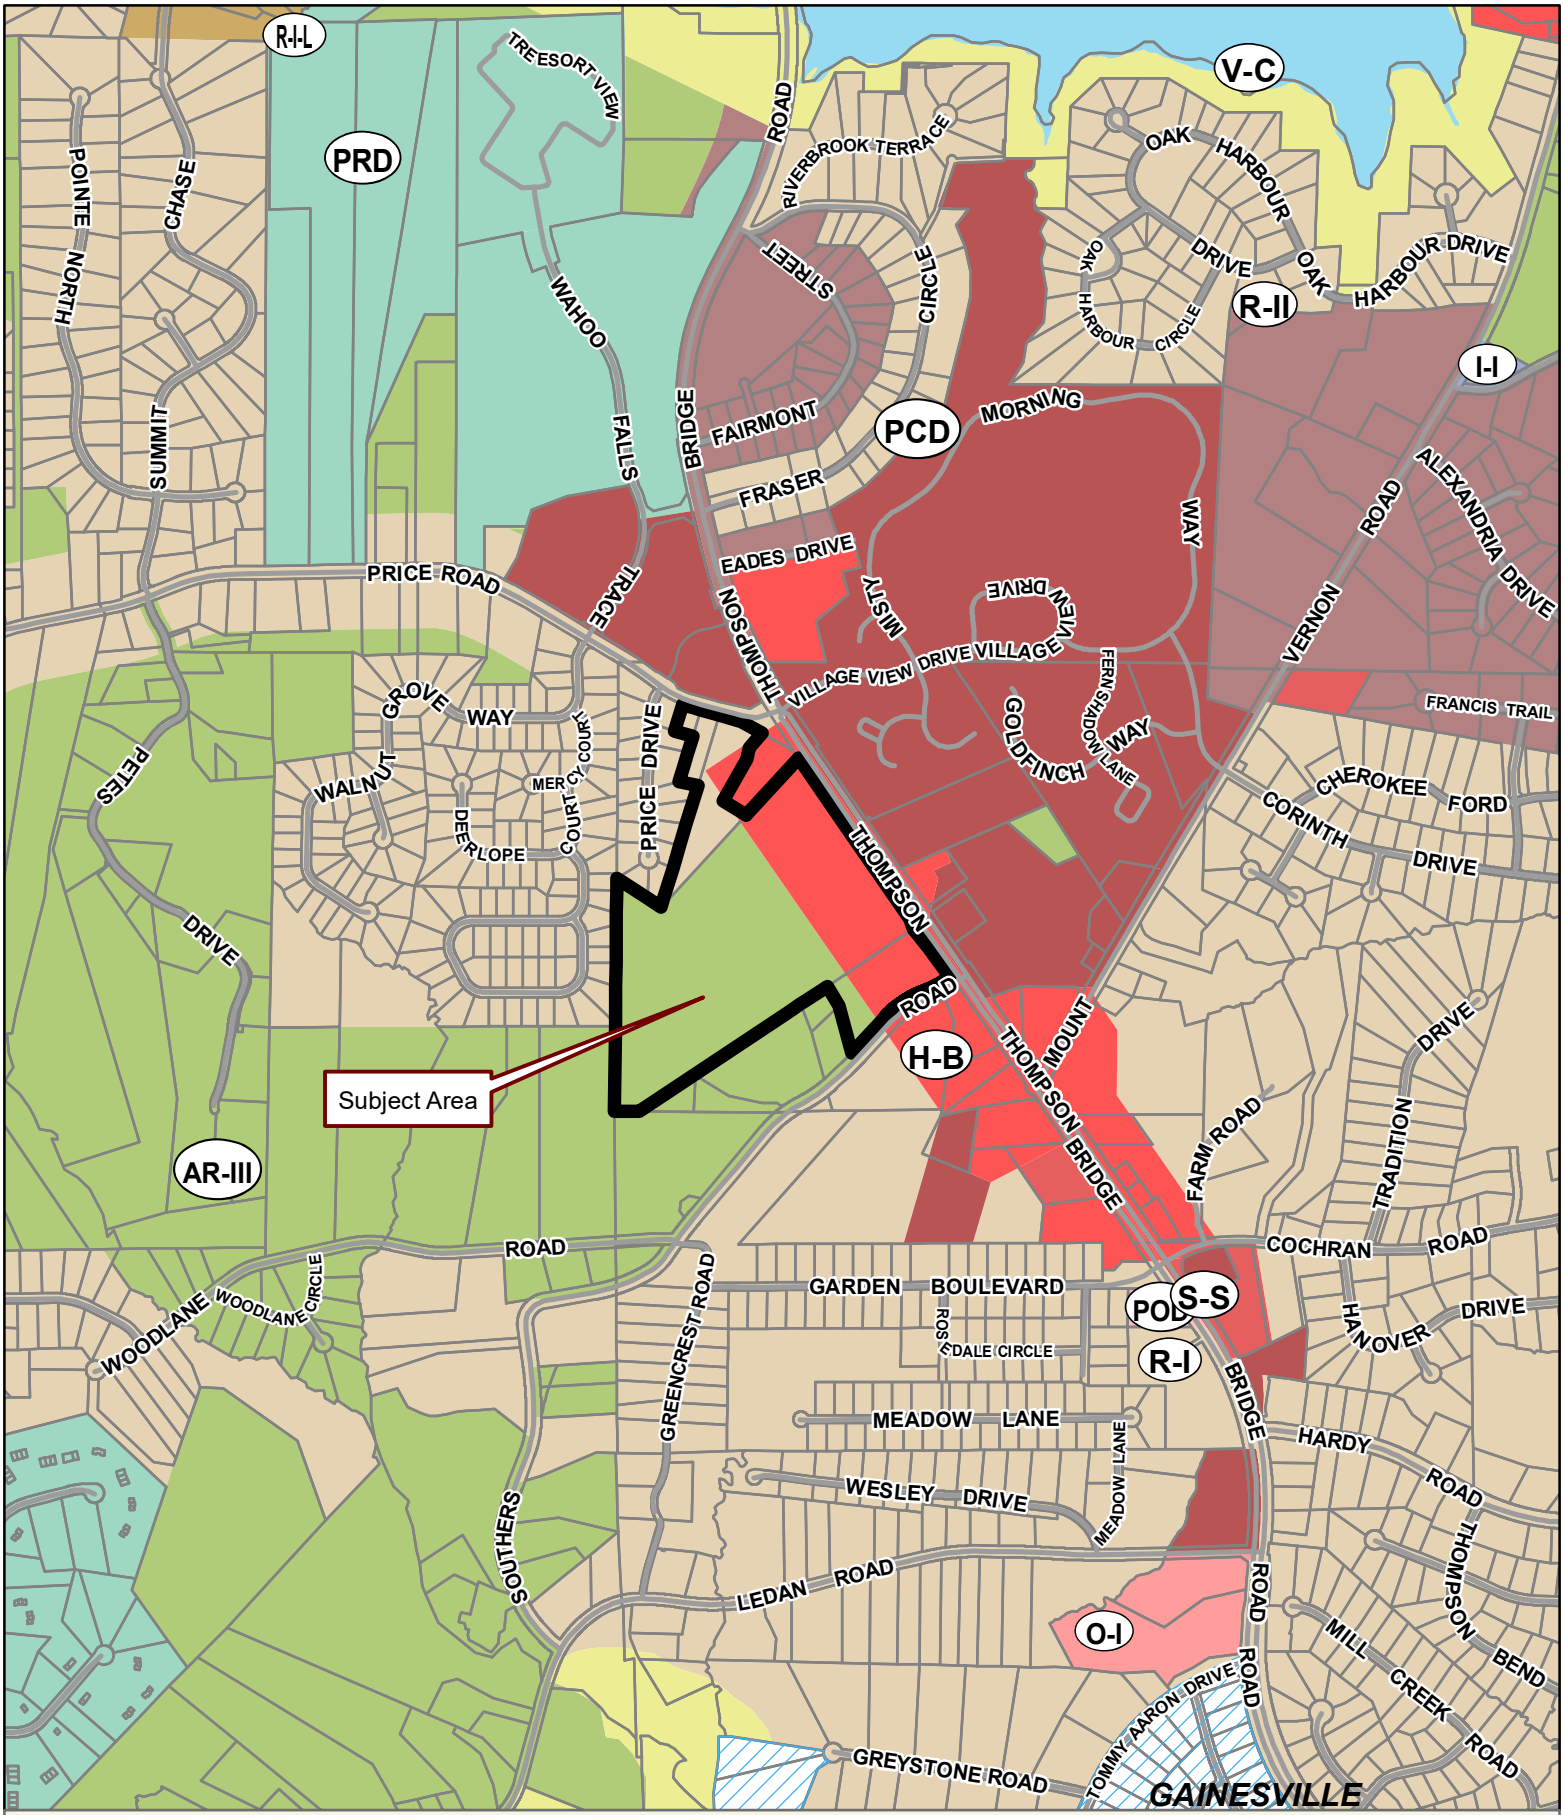 R-I-L
TREESORT VIEW
V-C
ROAD
PRD
RIVERBROOK TERRACE
OAK HARBOUR
POINTE NORTH
CHASE
STREET
CIRCLE
OAK
HARBOUR CIRCLE
DRIVE
OAK
HARBOUR DRIVE
WAHOO
R-II
I-I
FALLS
BRIDGE
FAIRMONT
PCD
MORNING
SUMMIT
FRASER
WAY
ROAD
ALEXANDRIA DRIVE
EADES DRIVE
PRICE ROAD
TRACE
THOMPSON
MISTY
VIEW DRIVE
VERNON
VILLAGE VIEW DRIVE
VILLAGE
FERNSHADOW LANE
FRANCIS TRAIL
GROVE WAY
PRICE DRIVE
THOMPSON
GOLDFINCH WAY
PETES
WALNUT
MERCY COURT
COURT
DEERLOPE
PRICE DRIVE
CHEROKEE FORD
CORINTH DRIVE
THOMPSON
DRIVE
ROAD
Subject Area
H-B
THOMPSON BRIDGE
MOUNT
DRIVE
AR-III
FARM ROAD
TRADITION
ROAD
COCHRAN ROAD
WOODLANE
WOODLANE CIRCLE
GREENCREST ROAD
GARDEN BOULEVARD
POD
S-S
ROSEDALE CIRCLE
R-I
HANOVER DRIVE
BRIDGE
MEADOW LANE
MEADOW LANE
HARDY ROAD
WESLEY DRIVE
SOUTHERS
THOMPSON BEND
LEDAN ROAD
ROAD
O-I
MILL CREEK ROAD
ROAD
TOMMY AARON DRIVE
GREYSTONE ROAD
GAINESVILLE